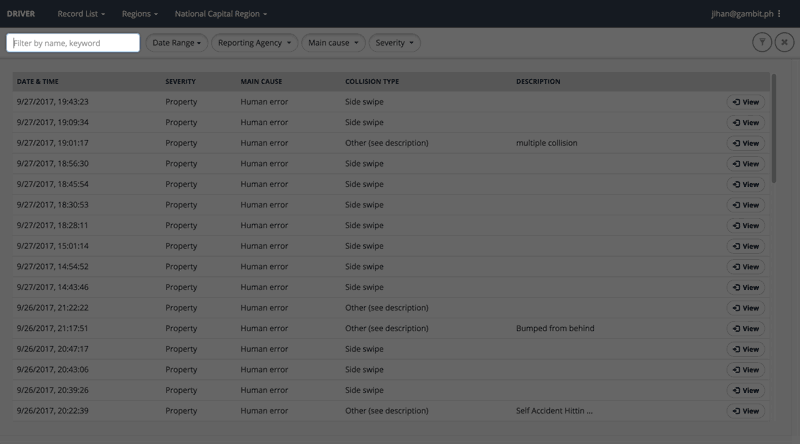 DRIVER Record List Regions National Capital Region jihan@gambit.ph
Filter by name, keyword Date Range Reporting Agency Main cause Severity
DATE & TIME SEVERITY MAIN CAUSE COLLISION TYPE DESCRIPTION
9/27/2017, 19:43:23 Property Human error Side swipe View
9/27/2017, 19:09:34 Property Human error Side swipe View
9/27/2017, 19:01:17 Property Human error Other (see description) multiple collision View
9/27/2017, 18:56:30 Property Human error Side swipe View
9/27/2017, 18:45:54 Property Human error Side swipe View
9/27/2017, 18:30:53 Property Human error Side swipe View
9/27/2017, 18:28:11 Property Human error Side swipe View
9/27/2017, 15:01:14 Property Human error Side swipe View
9/27/2017, 14:54:52 Property Human error Side swipe View
9/27/2017, 14:43:46 Property Human error Side swipe View
9/26/2017, 21:22:22 Property Human error Other (see description) View
9/26/2017, 21:17:51 Property Human error Other (see description) Bumped from behind View
9/26/2017, 20:47:17 Property Human error Side swipe View
9/26/2017, 20:43:06 Property Human error Side swipe View
9/26/2017, 20:39:26 Property Human error Side swipe View
9/26/2017, 20:22:39 Property Human error Other (see description) Self Accident Hittin ... View